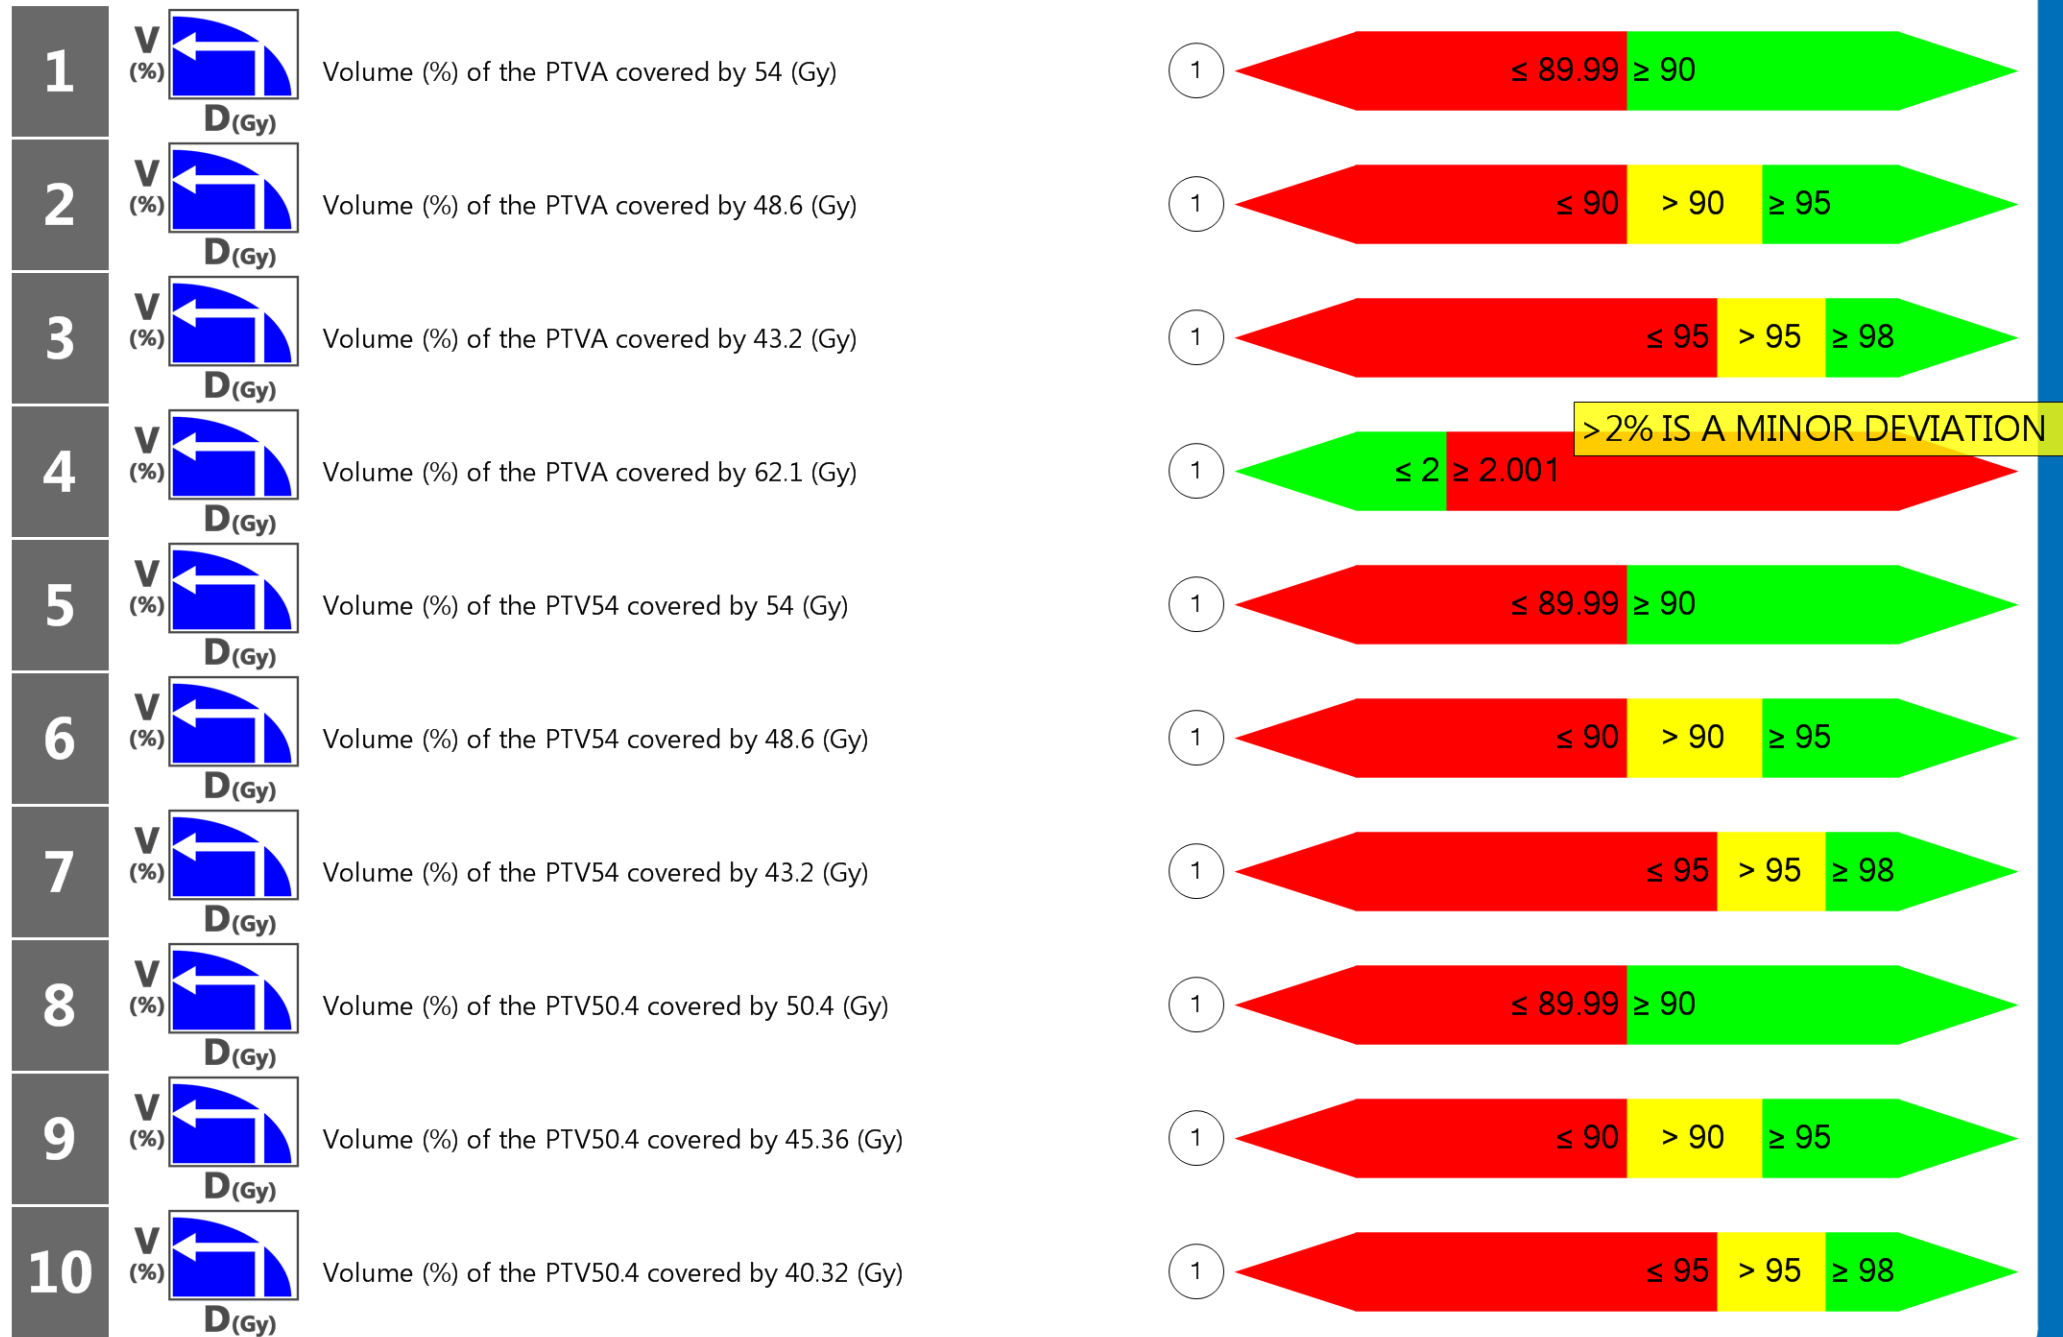 1
V
(%)
D(Gy)
Volume (%) of the PTVA covered by 54 (Gy)
1
≤ 89.99 ≥ 90
2
V
(%)
D(Gy)
Volume (%) of the PTVA covered by 48.6 (Gy)
1
≤ 90 > 90 ≥ 95
3
V
(%)
D(Gy)
Volume (%) of the PTVA covered by 43.2 (Gy)
1
≤ 95 > 95 ≥ 98
>2% IS A MINOR DEVIATION
4
V
(%)
D(Gy)
Volume (%) of the PTVA covered by 62.1 (Gy)
1
≤ 2 ≥ 2.001
5
V
(%)
D(Gy)
Volume (%) of the PTV54 covered by 54 (Gy)
1
≤ 89.99 ≥ 90
6
V
(%)
D(Gy)
Volume (%) of the PTV54 covered by 48.6 (Gy)
1
≤ 90 > 90 ≥ 95
7
V
(%)
D(Gy)
Volume (%) of the PTV54 covered by 43.2 (Gy)
1
≤ 95 > 95 ≥ 98
8
V
(%)
D(Gy)
Volume (%) of the PTV50.4 covered by 50.4 (Gy)
1
≤ 89.99 ≥ 90
9
V
(%)
D(Gy)
Volume (%) of the PTV50.4 covered by 45.36 (Gy)
1
≤ 90 > 90 ≥ 95
10
V
(%)
D(Gy)
Volume (%) of the PTV50.4 covered by 40.32 (Gy)
1
≤ 95 > 95 ≥ 98